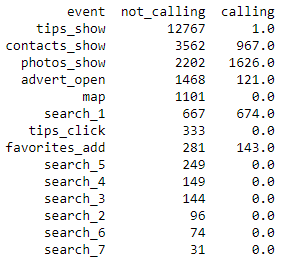 event not_calling calling
tips_show 12767 1.0
contacts_show 3562 967.0
photos_show 2202 1626.0
advert_open 1468 121.0
map 1101 0.0
search_1 667 674.0
tips_click 333 0.0
favorites_add 281 143.0
search_5 249 0.0
search_4 149 0.0
search_3 144 0.0
search_2 96 0.0
search_6 74 0.0
search_7 31 0.0